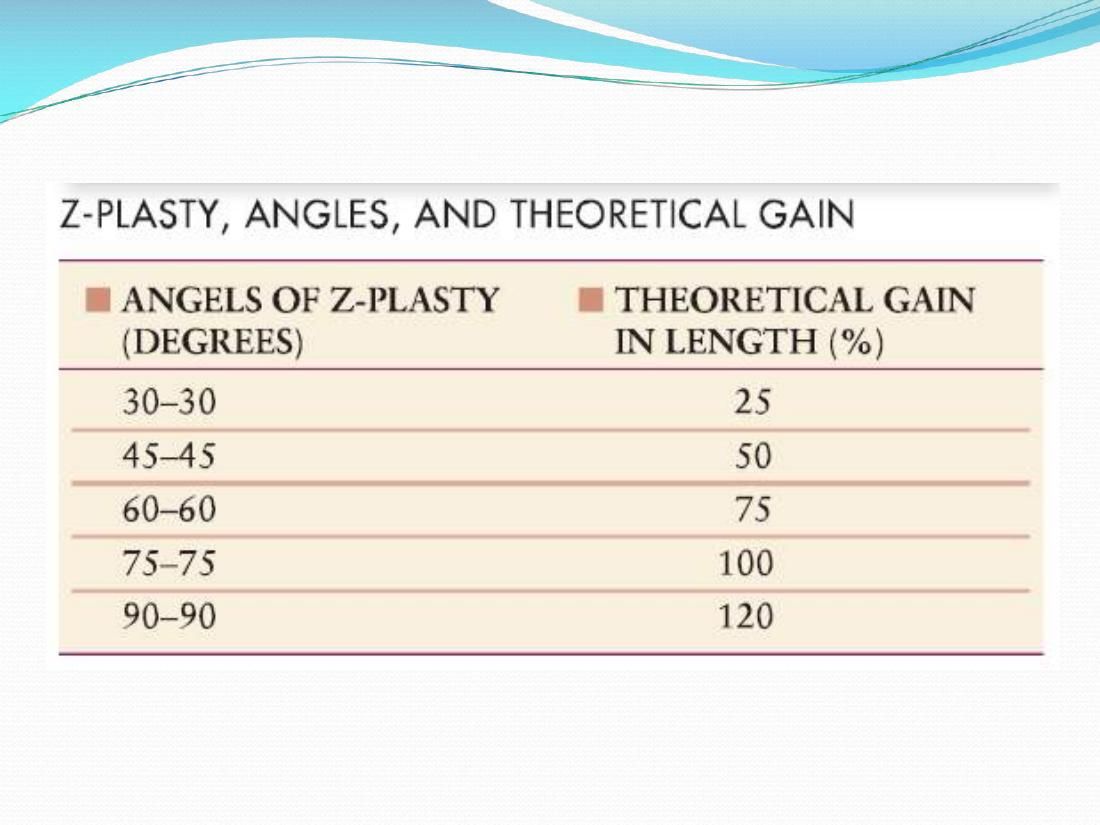 Z-PLASTY, ANGLES, AND THEORETICAL GAIN
ANGELS OF Z-PLASTY
(DEGREES)
THEORETICAL GAIN
IN LENGTH (%)
30–30 25
45–45 50
60–60 75
75–75 100
90–90 120